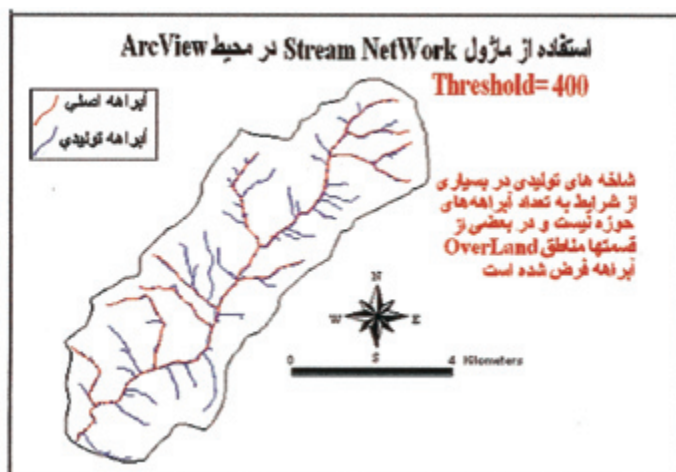 استفاده از ماژول Stream NetWork در محیط ArcView
Threshold= 400
آبراهه اصلي
آبراهه تولیدي
شاخه های تولیدی در بسیاری
از شرایط به تعداد آبراهه های
حوزه نیست و در بعضی از
قسمتها مناطق OverLand
آبراهه فرض شده است
N
W E
S
0 4 Kilometers